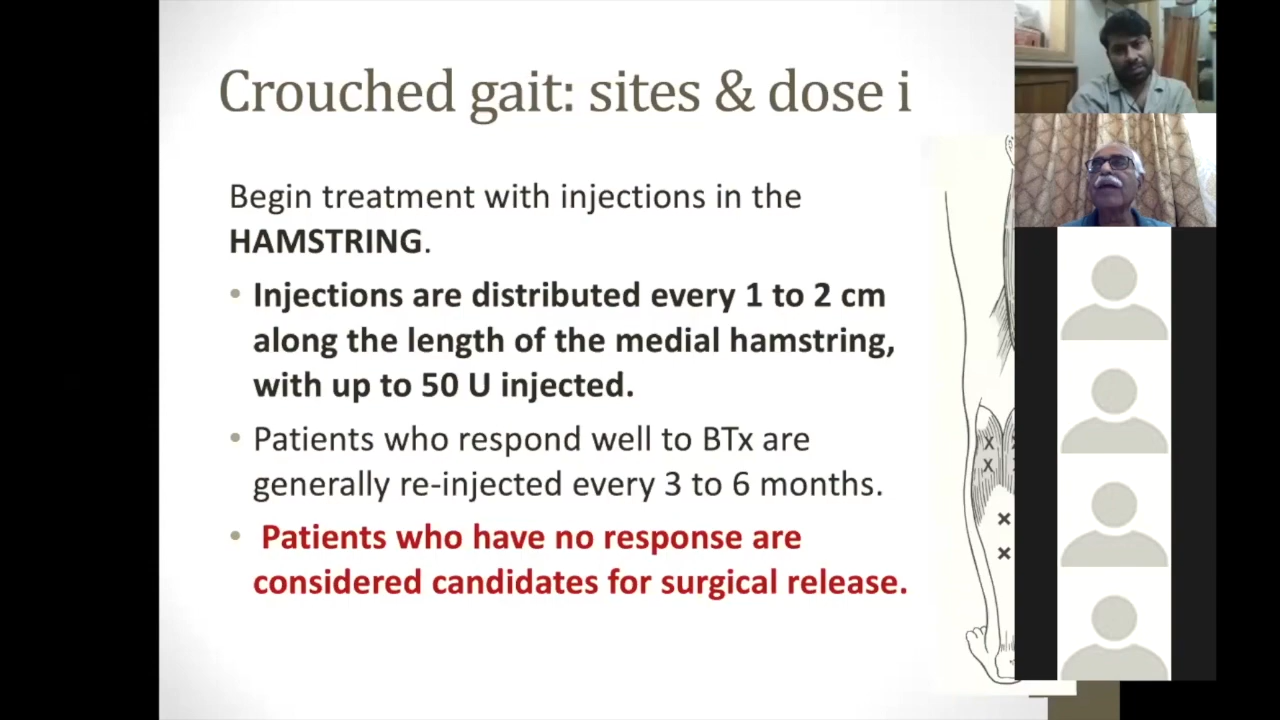 Crouched gait: sites & dose i
Begin treatment with injections in the
HAMSTRING.
• Injections are distributed every 1 to 2 cm
along the length of the medial hamstring,
with up to 50 U injected.
• Patients who respond well to BTx are
generally re-injected every 3 to 6 months.
• Patients who have no response are
considered candidates for surgical release.